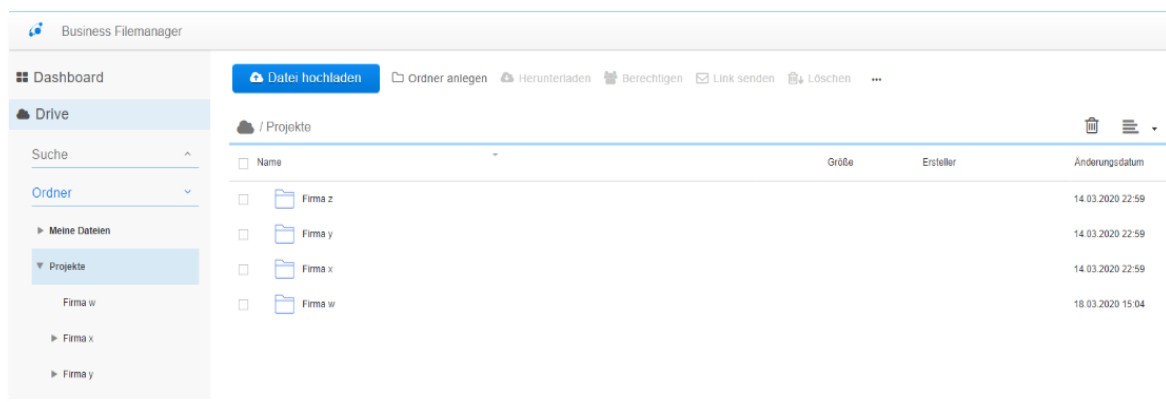 Business Filemanager
Dashboard
Drive
Suche
Ordner
Meine Dateien
Projekte
Firma w
Firma x
Firma y
Datei hochladen Ordner anlegen Herunterladen Berechtigen Link senden Löschen ...
/ Projekte
Name Größe Ersteller Änderungsdatum
Firma z 14.03.2020 22:59
Firma y 14.03.2020 22:59
Firma x 14.03.2020 22:59
Firma w 18.03.2020 15:04